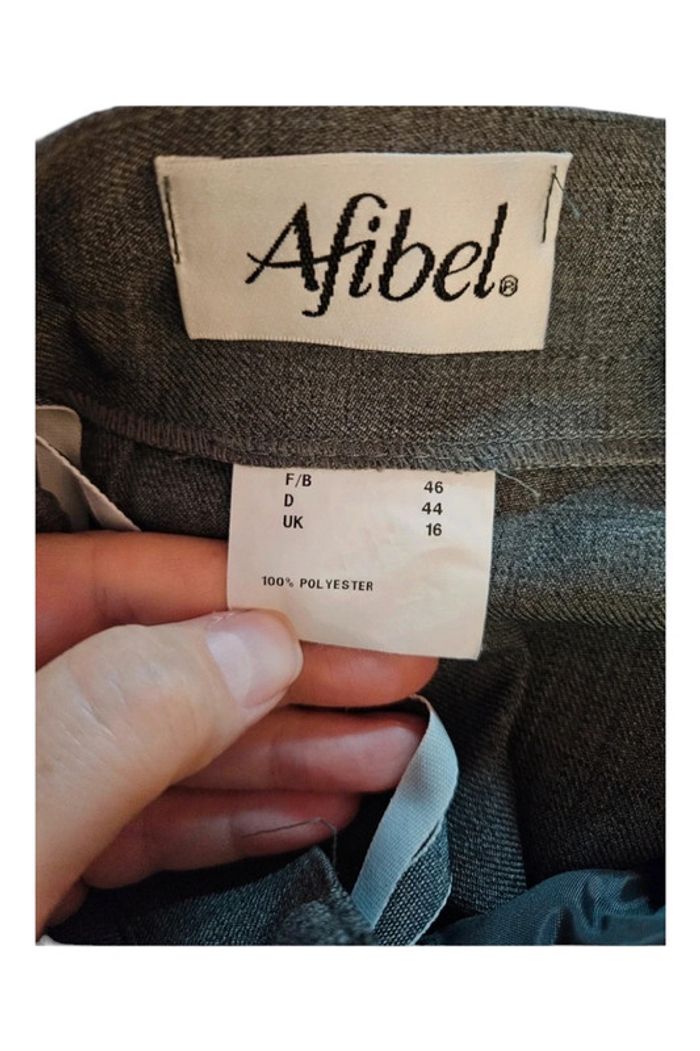 Afibel®
F/B 46
D 44
UK 16
100% POLYESTER